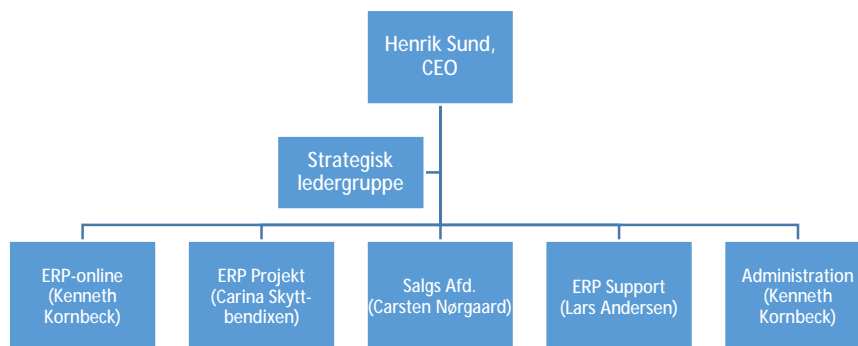 Henrik Sund,
CEO
Strategisk
ledergruppe
ERP-online
(Kenneth
Kornbeck)
ERP Projekt
(Carina Skytt-
bendixen)
Salgs Afd.
(Carsten Nørgaard)
ERP Support
(Lars Andersen)
Administration
(Kenneth
Kornbeck)